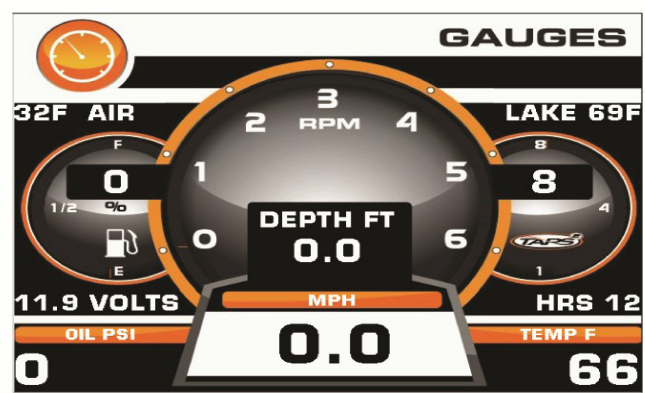 GAUGES
32F AIR
LAKE 69F
3
2 RPM 4
F
8
0
1
5
8
1/2 %
4
DEPTH FT
0.0
0
6
TAPS3
E
1
11.9 VOLTS
MPH
HRS 12
OIL PSI
0.0
TEMP F
0
66